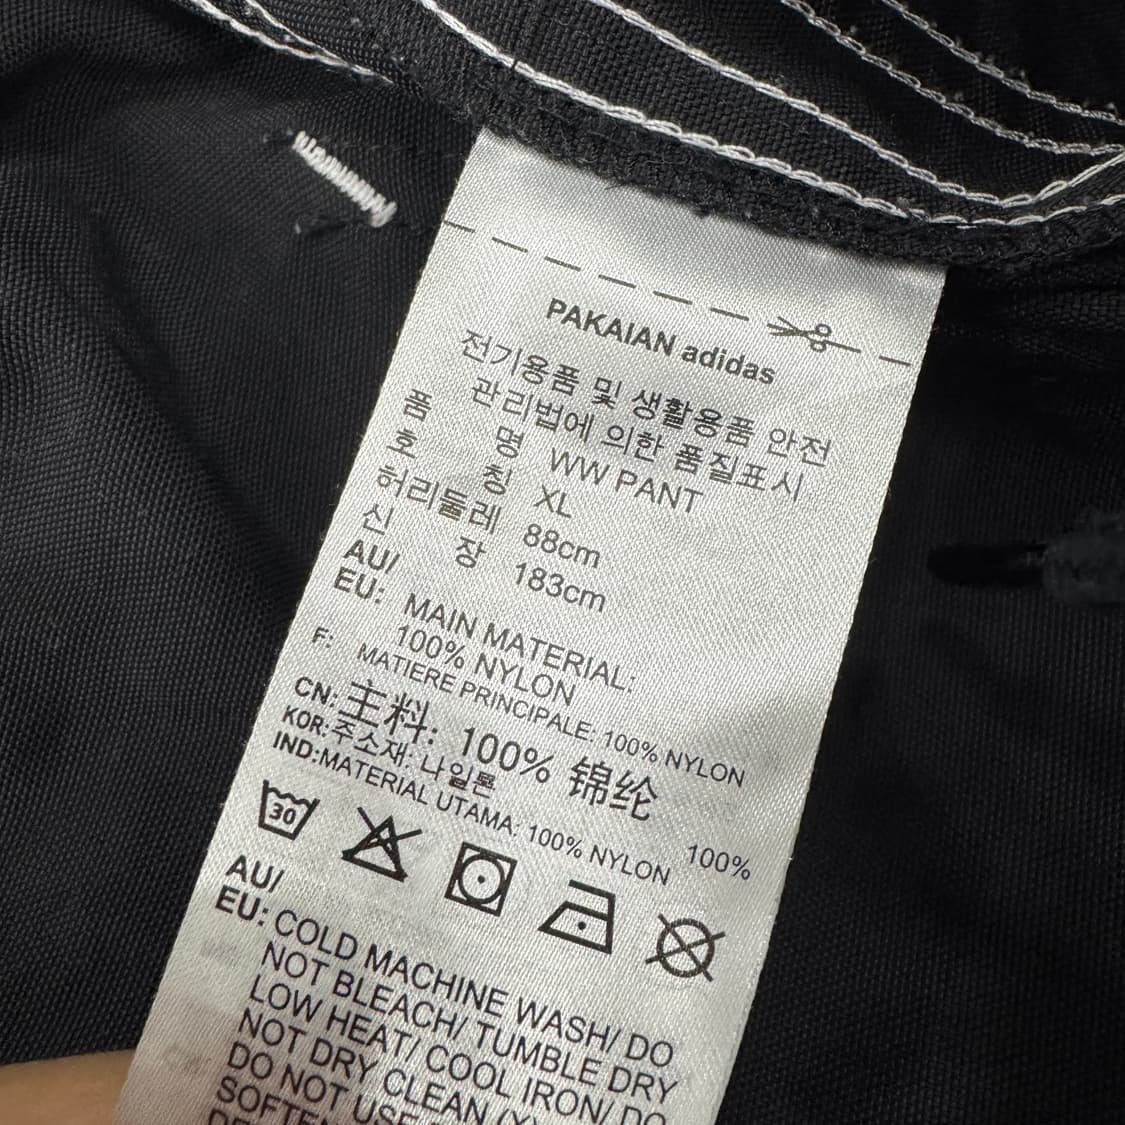 PAKAIAN adidas
전기용품 및 생활용품 안전
관리법에 의한 품질표시
품 명 WW PANT
호 칭 XL
허리둘레 88cm
신 장 183cm
AU/
EU: MAIN MATERIAL:
100% NYLON
F: MATIERE PRINCIPALE: 100% NYLON
CN: 主料: 100% 锦纶
KOR: 주소재: 나일론 100%
IND: MATERIAL UTAMA: 100% NYLON
30
AU/
EU: COLD MACHINE WASH/ DO
NOT BLEACH/ TUMBLE DRY
LOW HEAT/ COOL IRON/ DO
NOT DRY CLEAN
DO NOT USE